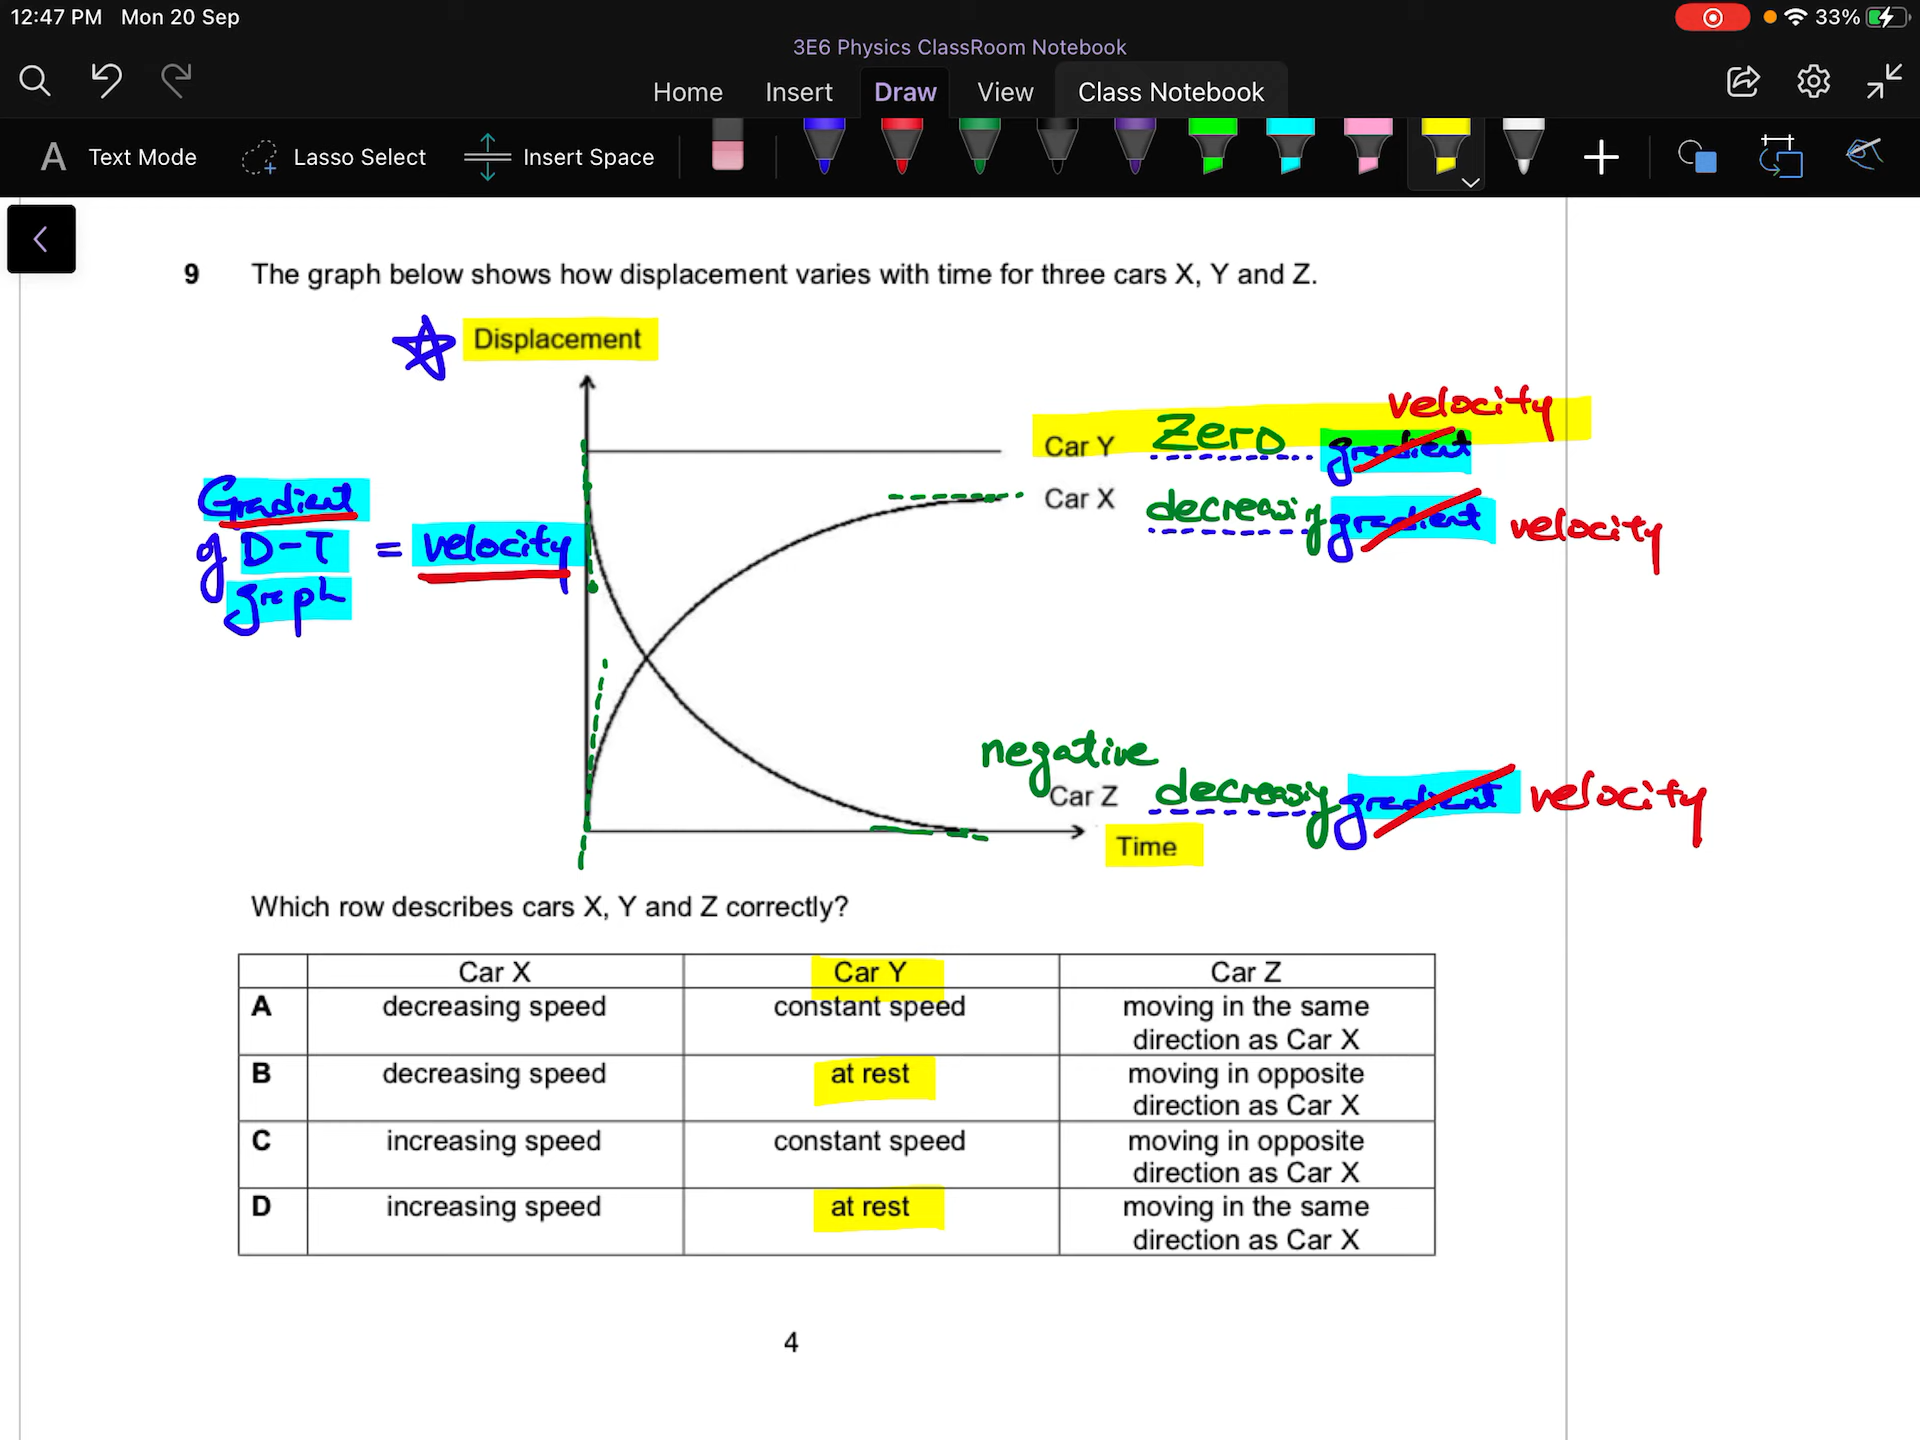 12:47 PM Mon 20 Sep
33%
3E6 Physics ClassRoom Notebook
Home Insert Draw View Class Notebook
A Text Mode Lasso Select Insert Space
9 The graph below shows how displacement varies with time for three cars X, Y and Z.
Displacement
velocity
Car Y Zero gradient
Car X decreasing gradient velocity
Gradient
of D-T = velocity
graph
negative
Car Z decreasing gradient velocity
Time
Which row describes cars X, Y and Z correctly?
Car X Car Y Car Z
A decreasing speed constant speed moving in the same
direction as Car X
B decreasing speed at rest moving in opposite
direction as Car X
C increasing speed constant speed moving in opposite
direction as Car X
D increasing speed at rest moving in the same
direction as Car X
4